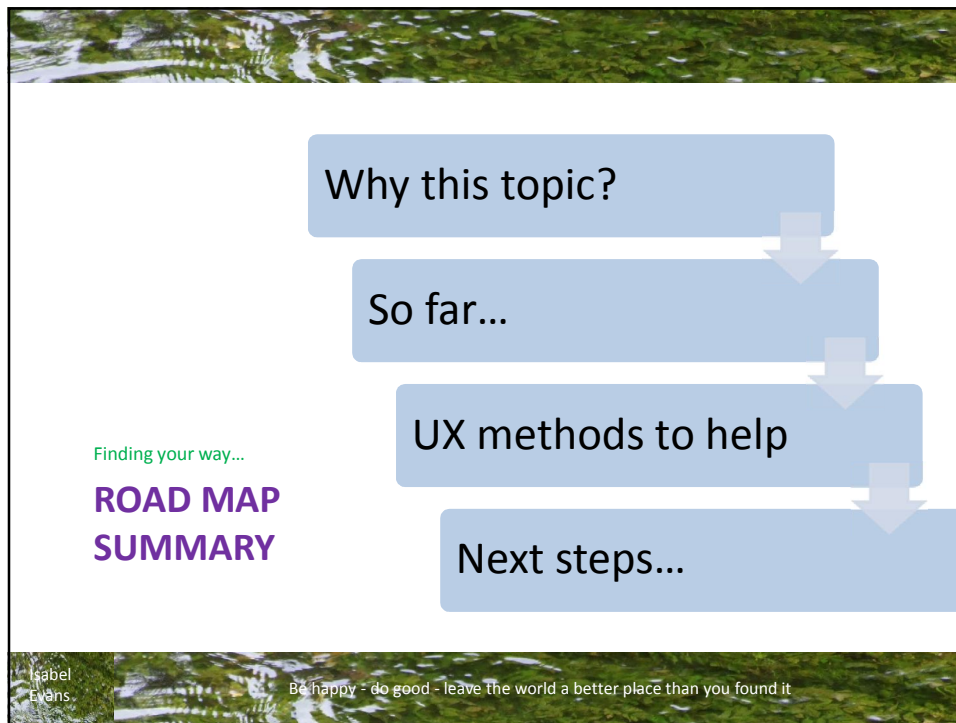 Why this topic?
So far…
UX methods to help
Next steps…
Finding your way…
ROAD MAP
SUMMARY
Isabel
Evans
Be happy - do good - leave the world a better place than you found it